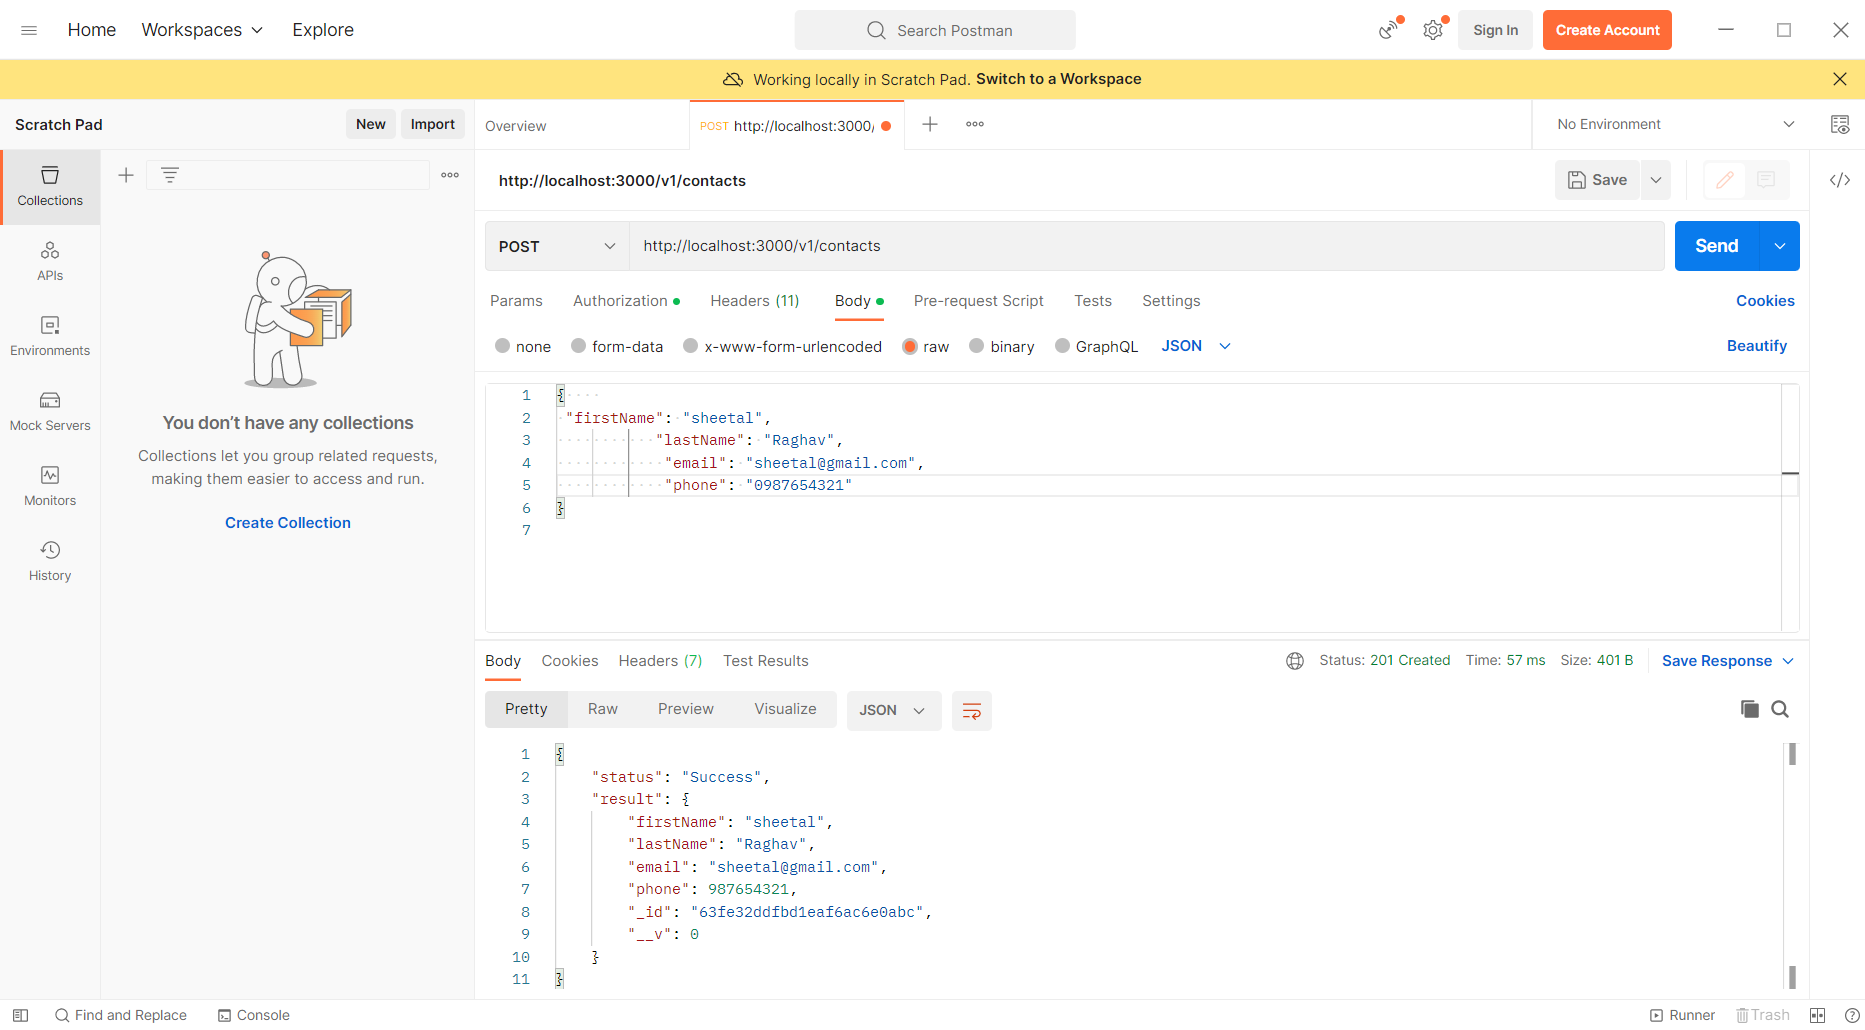 Home Workspaces Explore Search Postman Sign In Create Account
Working locally in Scratch Pad. Switch to a Workspace
Scratch Pad New Import Overview POST http://localhost:3000/ No Environment
http://localhost:3000/v1/contacts Save
POST http://localhost:3000/v1/contacts Send
Params Authorization Headers (11) Body Pre-request Script Tests Settings Cookies
none form-data x-www-form-urlencoded raw binary GraphQL JSON Beautify
Collections
APIs
Environments
Mock Servers
Monitors
History
You don’t have any collections
Collections let you group related requests,
making them easier to access and run.
Create Collection
1 {
2 "firstName": "sheetal",
3 "lastName": "Raghav",
4 "email": "sheetal@gmail.com",
5 "phone": "0987654321"
6 }
7
Body Cookies Headers (7) Test Results Status: 201 Created Time: 57 ms Size: 401 B Save Response
Pretty Raw Preview Visualize JSON
1 {
2 "status": "Success",
3 "result": {
4 "firstName": "sheetal",
5 "lastName": "Raghav",
6 "email": "sheetal@gmail.com",
7 "phone": 987654321,
8 "_id": "63fe32ddfbd1eaf6ac6e0abc",
9 "__v": 0
10 }
11 }
Find and Replace Console Runner Trash